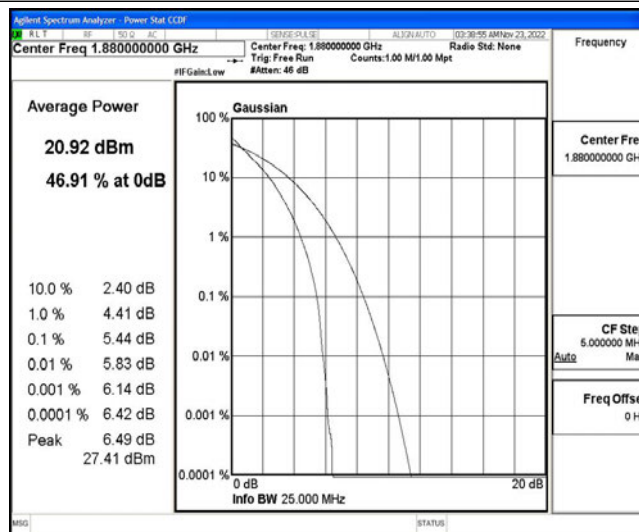 Agilent Spectrum Analyzer - Power Stat CCDF
R L T RF 50 Ω AC SENSE:PULSE ALIGN AUTO 03:38:55 AM Nov 23, 2022
Center Freq 1.880000000 GHz
Center Freq: 1.880000000 GHz Radio Std: None
Trig: Free Run Counts:1.00 M/1.00 Mpt
#IFGain:Low #Atten: 46 dB
Frequency
Average Power
20.92 dBm
46.91 % at 0dB
10.0 % 2.40 dB
1.0 % 4.41 dB
0.1 % 5.44 dB
0.01 % 5.83 dB
0.001 % 6.14 dB
0.0001 % 6.42 dB
Peak 6.49 dB
27.41 dBm
Gaussian
100 %
10 %
1 %
0.1 %
0.01 %
0.001 %
0.0001 %
0 dB 20 dB
Info BW 25.000 MHz
Center Fre
1.880000000 GH
CF Ste
5.000000 MH
Auto Ma
Freq Offse
0 H
MSG STATUS